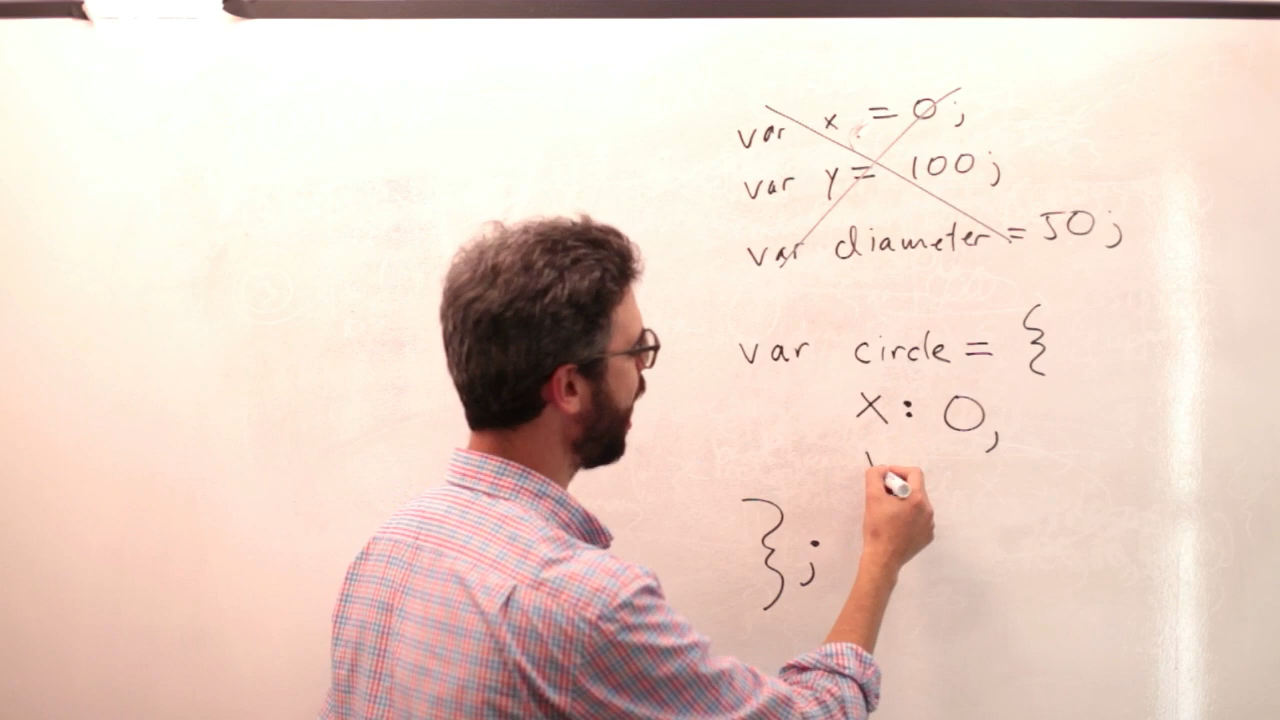 var x = 0;
var y = 100;
var diameter = 50;
var circle = {
x: 0,
};